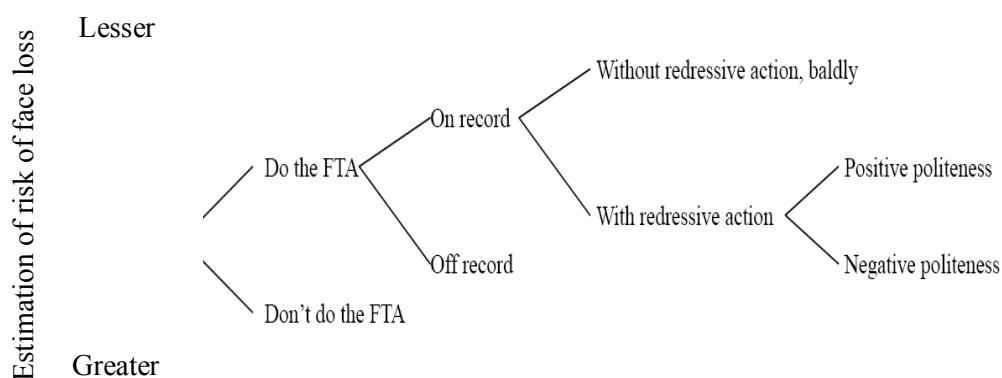 Estimation of risk of face loss
Lesser
Without redressive action, baldly
On record
Do the FTA
Positive politeness
With redressive action
Off record
Negative politeness
Don’t do the FTA
Greater